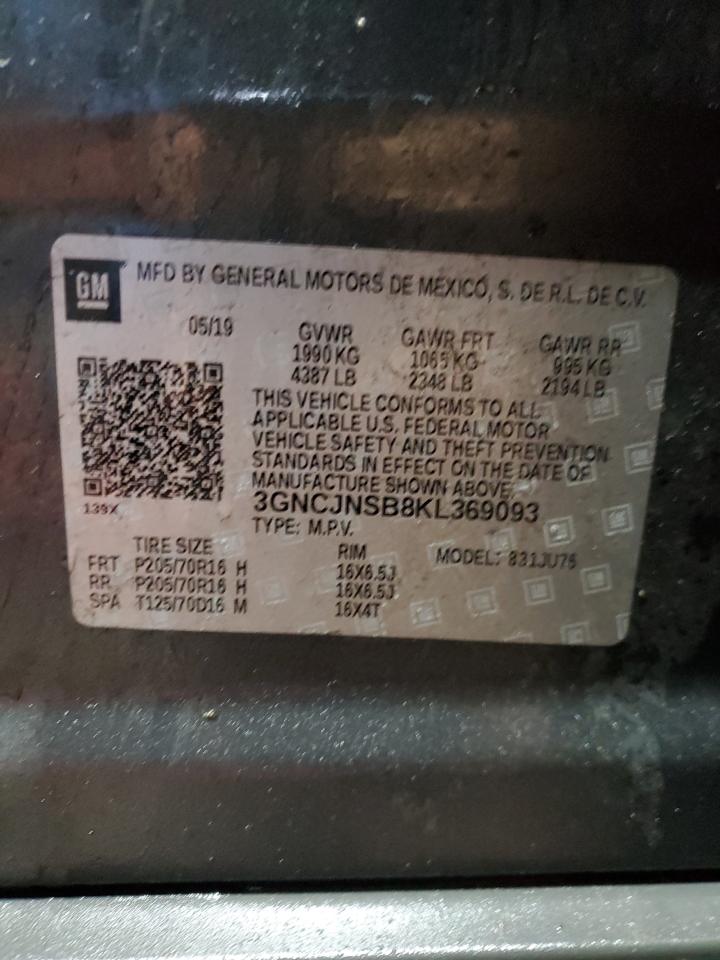 GM
MFD BY GENERAL MOTORS DE MEXICO, S. DE R.L. DE C.V.
05/19 GVWR GAWR FRT GAWR RR
1990 KG 1065 KG 995 KG
4387 LB 2348 LB 2194 LB
THIS VEHICLE CONFORMS TO ALL
APPLICABLE U.S. FEDERAL MOTOR
VEHICLE SAFETY AND THEFT PREVENTION
STANDARDS IN EFFECT ON THE DATE OF
MANUFACTURE SHOWN ABOVE.
139X
3GNCJNSB8KL369093
TYPE: M.P.V.
TIRE SIZE RIM MODEL: 831JU76
FRT P205/70R16 H 16X6.5J
RR P205/70R16 H 16X6.5J
SPA T125/70D16 M 16X4T